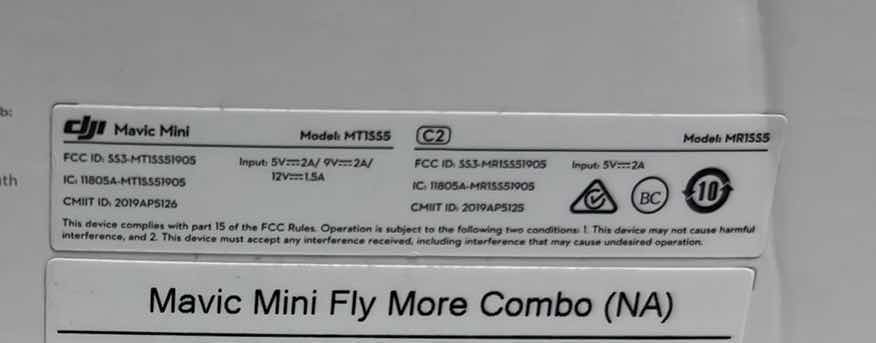 b:
ith
dji Mavic Mini Model: MT1SS5
FCC ID: SS3-MT1SS51905 Input: 5V⎓2A/ 9V⎓2A/
12V⎓1.5A
IC: 11805A-MT1SS51905
CMIIT ID: 2019AP5126
C2 Model: MR1SS5
FCC ID: SS3-MR1SS51905 Input: 5V⎓2A
IC: 11805A-MR1SS51905
CMIIT ID: 2019AP5125
BC
10
This device complies with part 15 of the FCC Rules. Operation is subject to the following two conditions: 1. This device may not cause harmful
interference, and 2. This device must accept any interference received, including interference that may cause undesired operation.
Mavic Mini Fly More Combo (NA)